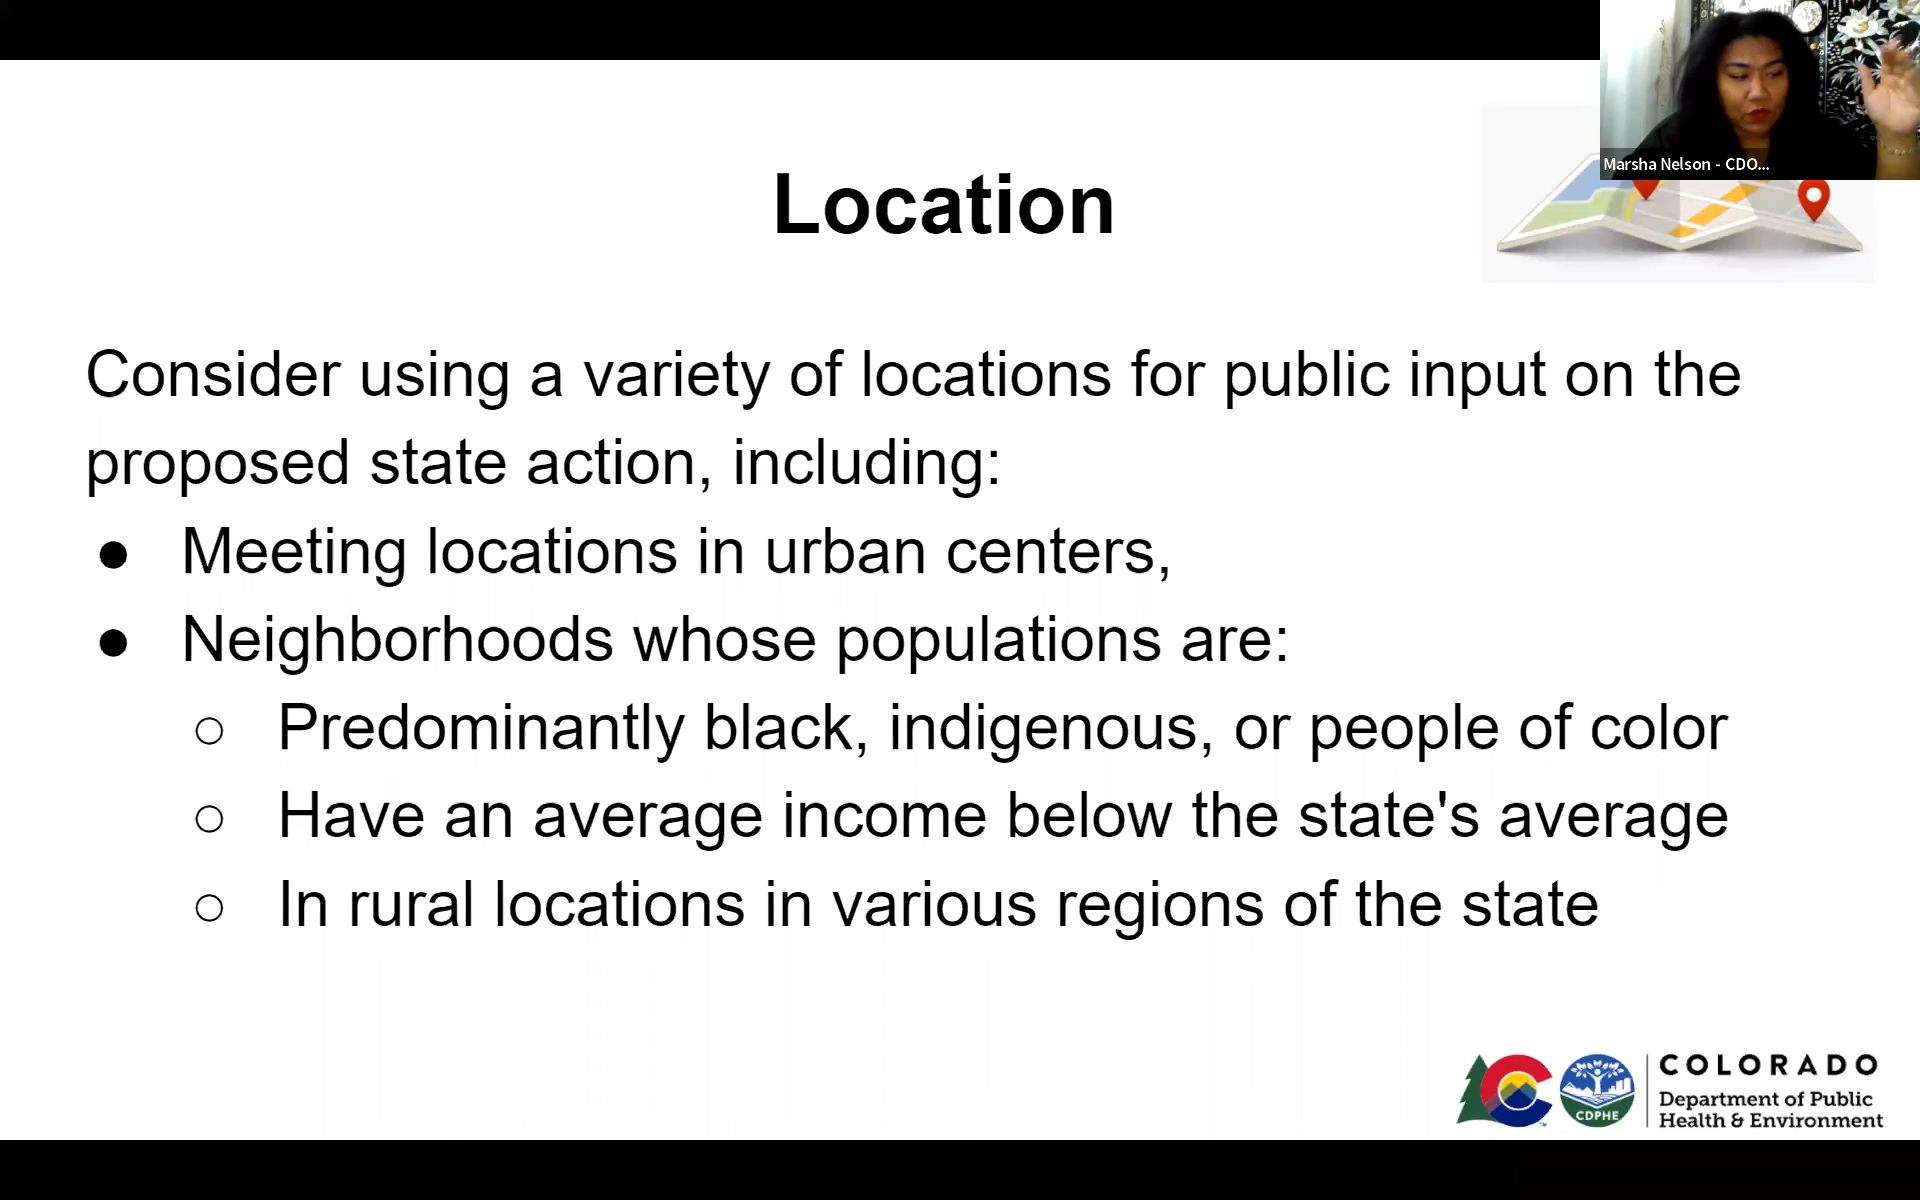 Marsha Nelson - CDO...
Location
Consider using a variety of locations for public input on the
proposed state action, including:
● Meeting locations in urban centers,
● Neighborhoods whose populations are:
○ Predominantly black, indigenous, or people of color
○ Have an average income below the state's average
○ In rural locations in various regions of the state
CDPHE
COLORADO
Department of Public
Health & Environment